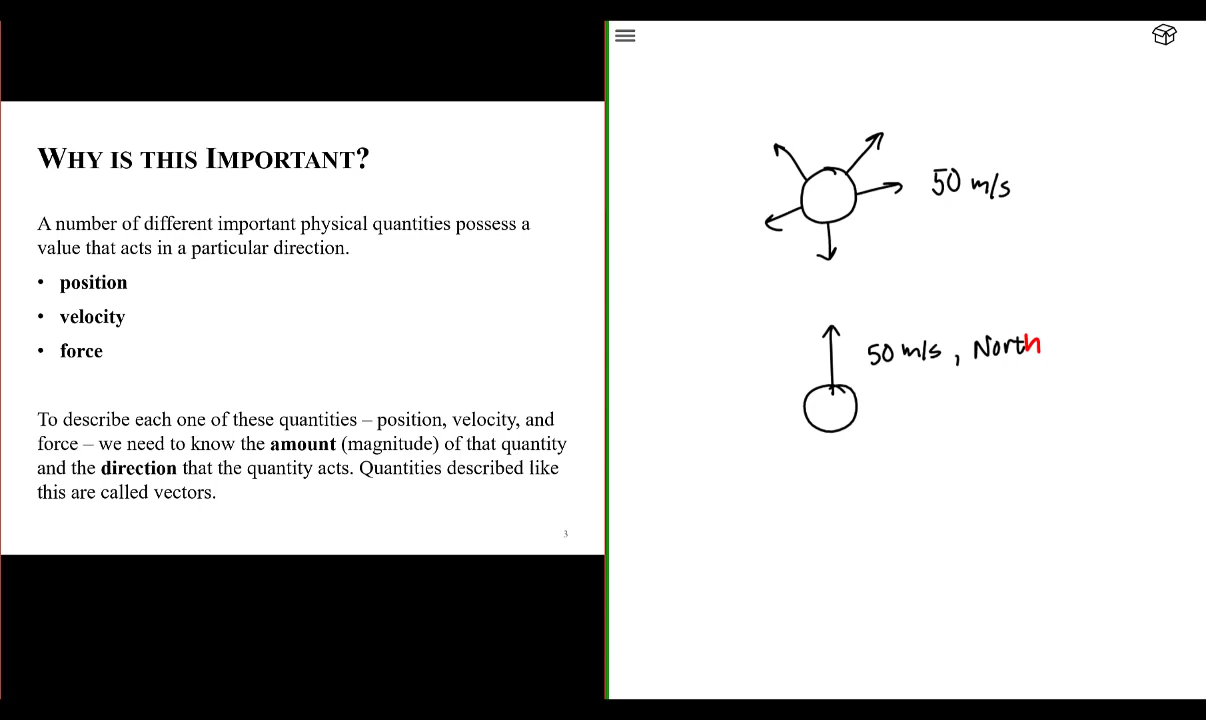 WHY IS THIS IMPORTANT?
A number of different important physical quantities possess a
value that acts in a particular direction.
• position
• velocity
• force
To describe each one of these quantities – position, velocity, and
force – we need to know the amount (magnitude) of that quantity
and the direction that the quantity acts. Quantities described like
this are called vectors.
3
50 m/s
50 m/s, North